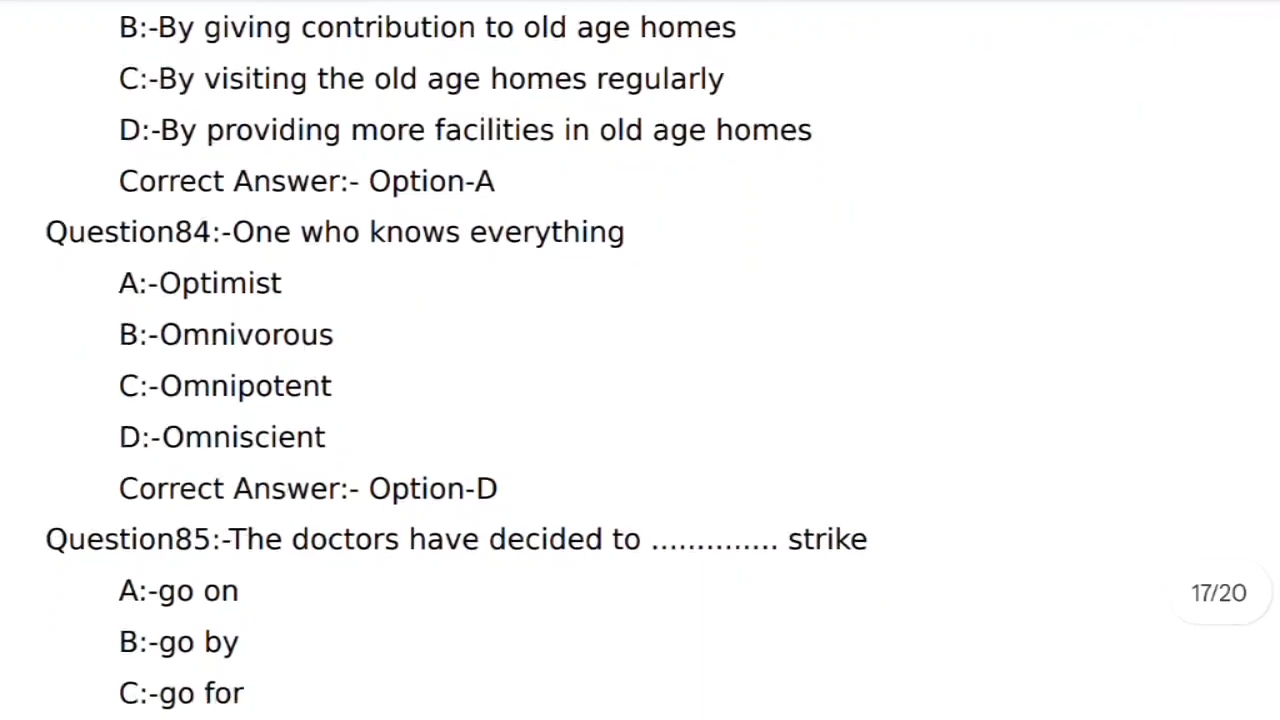 B:-By giving contribution to old age homes
C:-By visiting the old age homes regularly
D:-By providing more facilities in old age homes
Correct Answer:- Option-A
Question84:-One who knows everything
A:-Optimist
B:-Omnivorous
C:-Omnipotent
D:-Omniscient
Correct Answer:- Option-D
Question85:-The doctors have decided to .............. strike
A:-go on
17/20
B:-go by
C:-go for